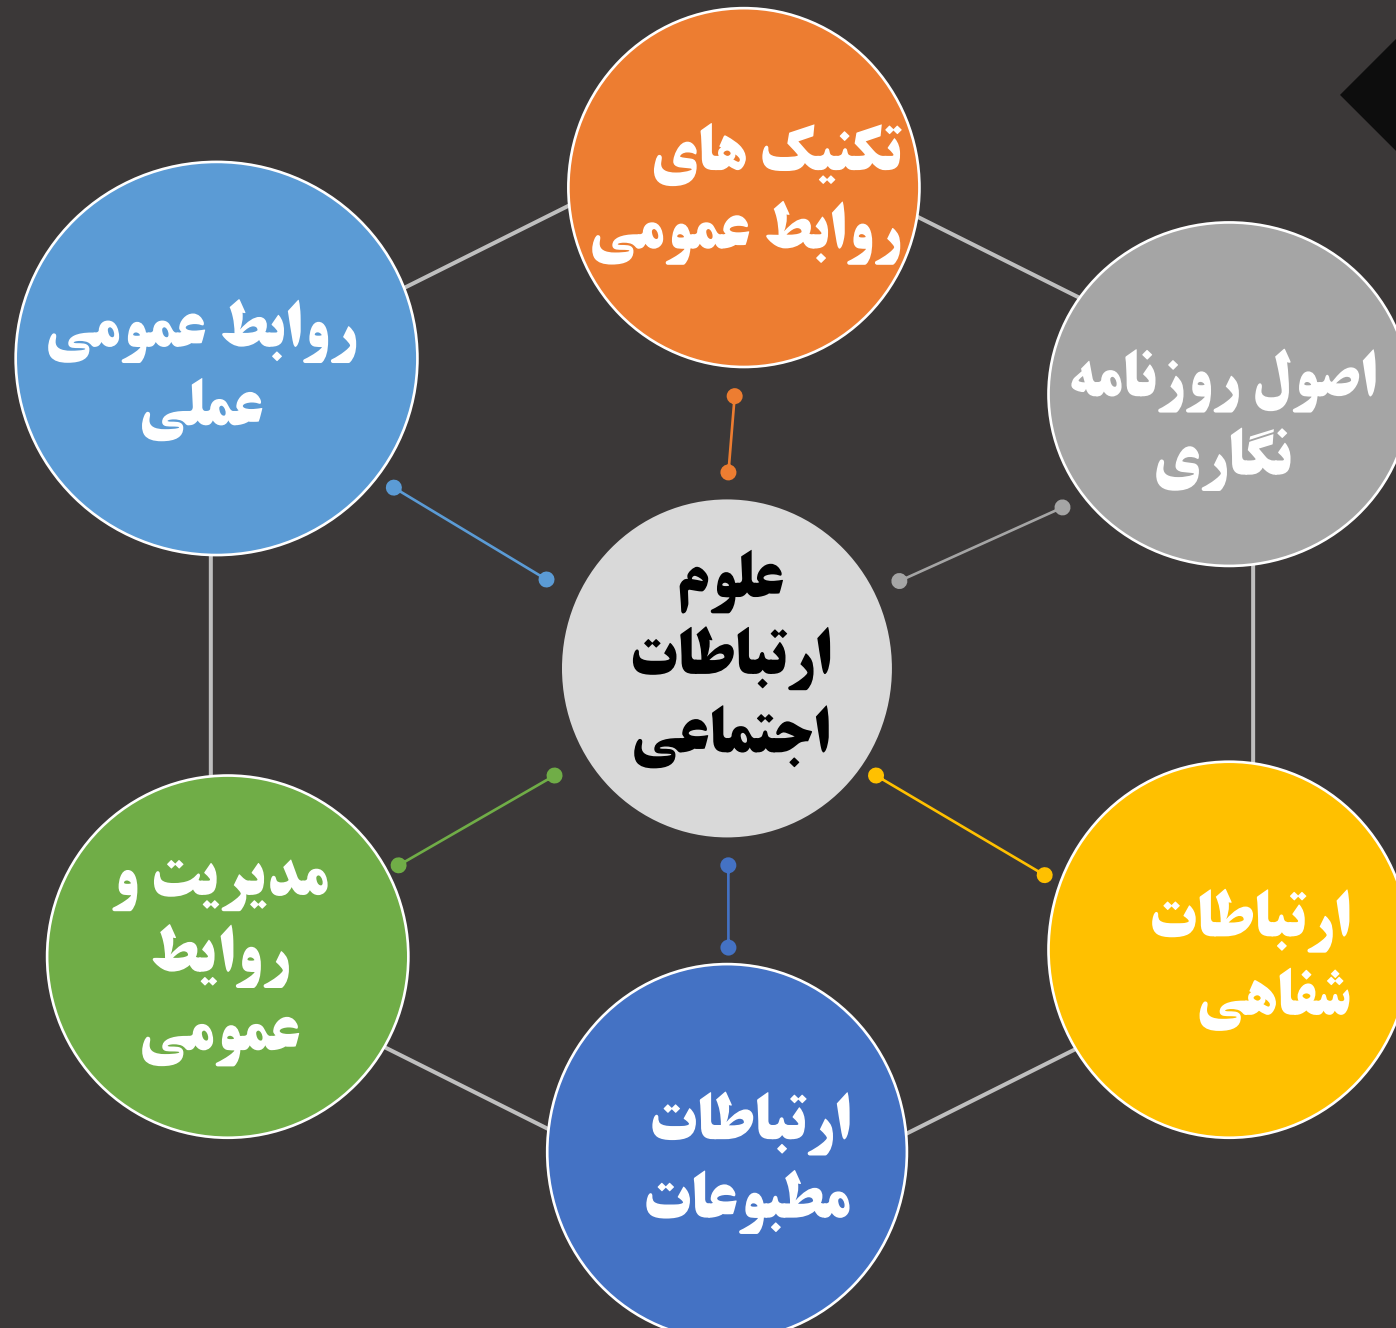 تکنیک های
روابط عمومی
اصول روزنامه
نگاری
ارتباطات
شفاهی
ارتباطات
مطبوعات
مدیریت و
روایط
عمومی
روابط عمومی
عملی
علوم
ارتباطات
اجتماعی